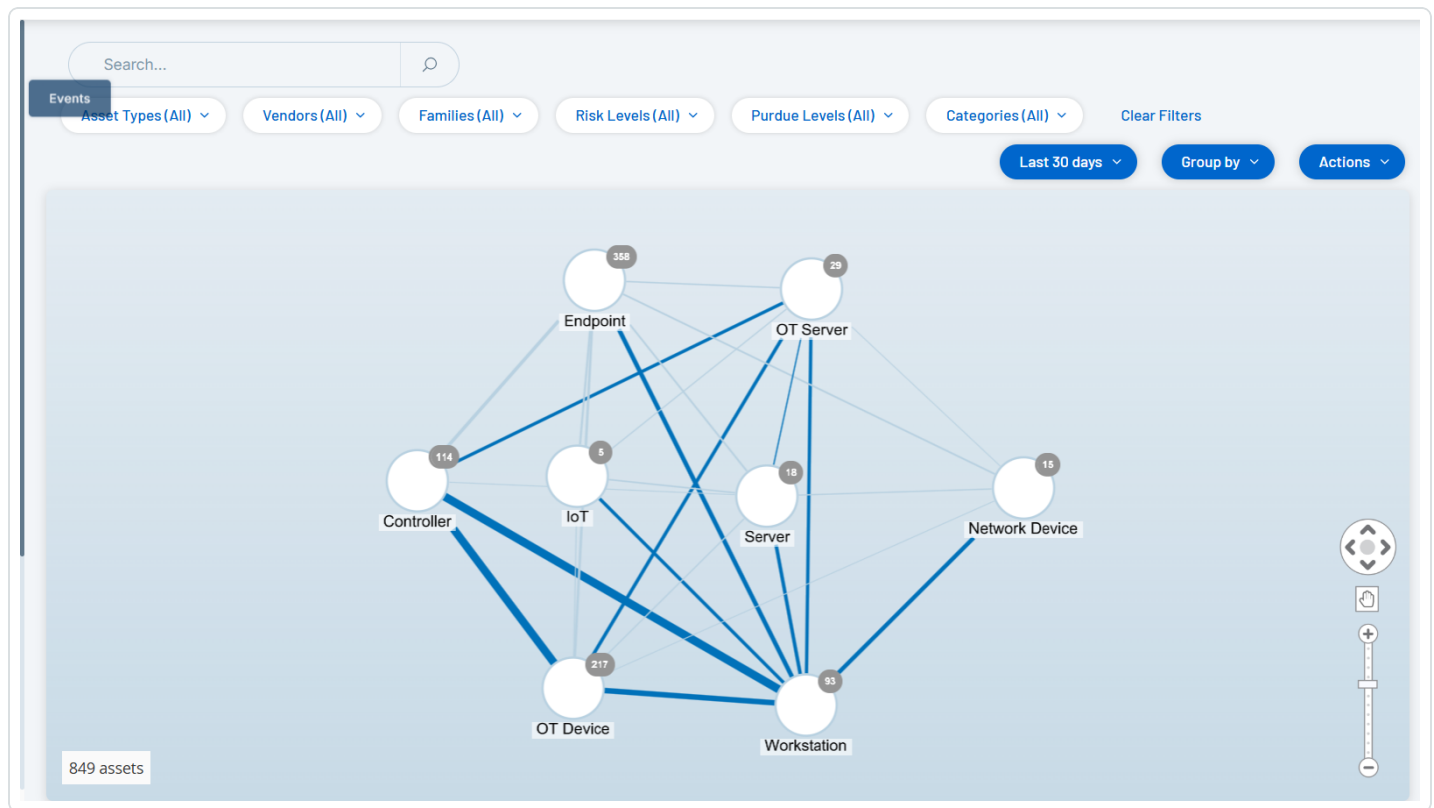 Search...
Events
Asset Types (All)
Vendors (All)
Families (All)
Risk Levels (All)
Purdue Levels (All)
Categories (All)
Clear Filters
Last 30 days
Group by
Actions
358
Endpoint
29
OT Server
114
Controller
5
IoT
18
Server
15
Network Device
217
OT Device
93
Workstation
849 assets